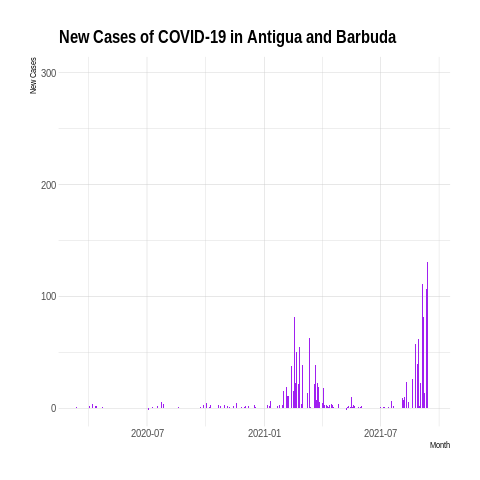 New Cases of COVID-19 in Antigua and Barbuda
New Cases
300
200
100
0
2020-07
2021-01
2021-07
Month